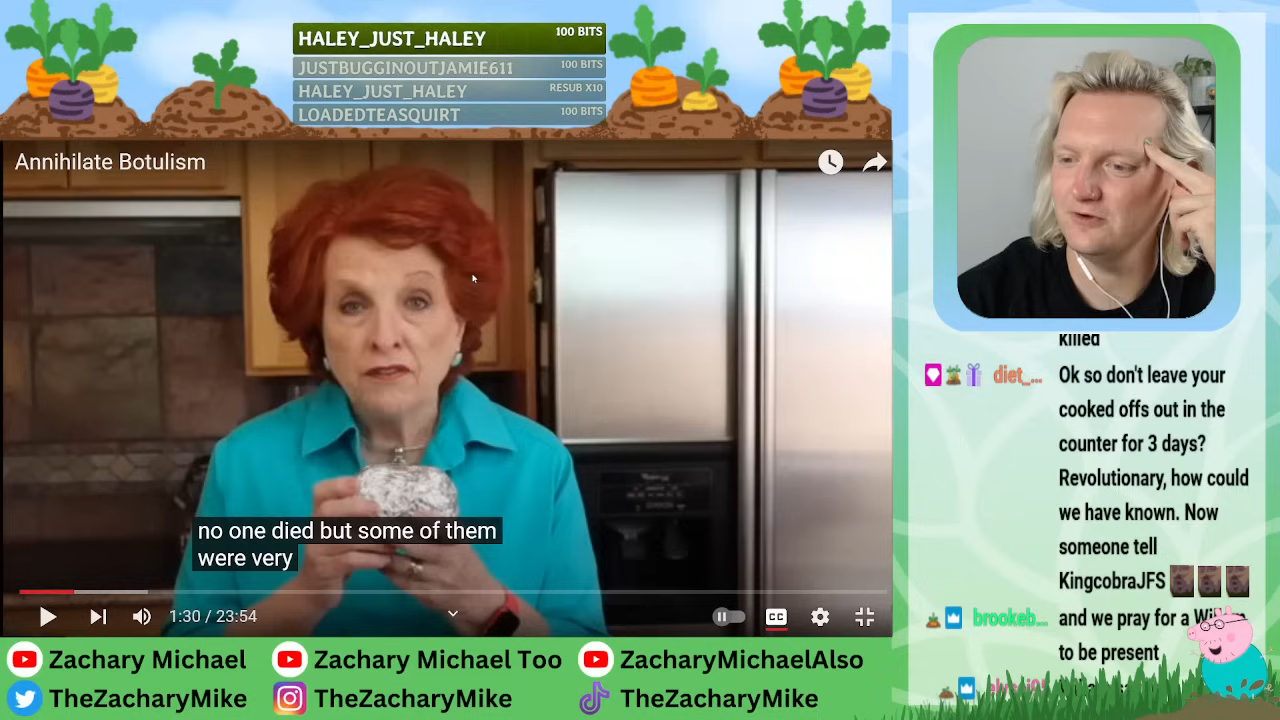 HALEY_JUST_HALEY 100 BITS
JUSTBUGGINOUTJAMIE611 100 BITS
HALEY_JUST_HALEY RESUB X10
LOADEDTEASQUIRT 100 BITS
Annihilate Botulism
no one died but some of them
were very
1:30 / 23:54
CC
killed
diet_... Ok so don't leave your
cooked offs out in the
counter for 3 days?
Revolutionary, how could
we have known. Now
someone tell
KingcobraJFS
brookeb... and we pray for a
to be present
Zachary Michael
Zachary Michael Too
ZacharyMichaelAlso
TheZacharyMike
TheZacharyMike
TheZacharyMike